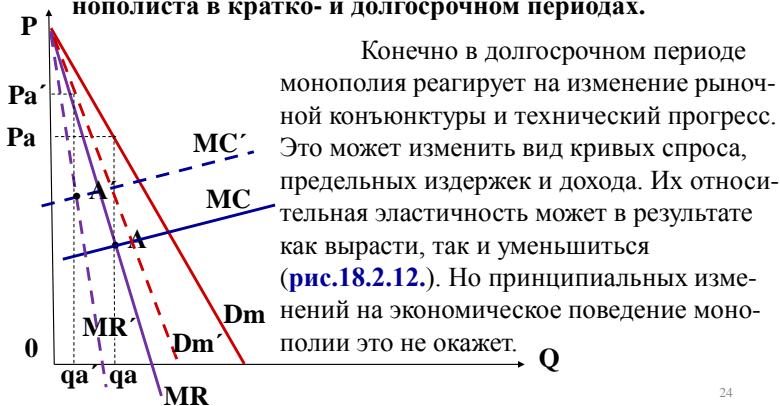 нополиста в кратко- и долгосрочном периодах.
P
Конечно в долгосрочном периоде
монополия реагирует на изменение рыноч-
ной конъюнктуры и технический прогресс.
Это может изменить вид кривых спроса,
предельных издержек и дохода. Их относи-
тельная эластичность может в результате
как вырасти, так и уменьшиться
(рис.18.2.12.). Но принципиальных изме-
нений на экономическое поведение моно-
полии это не окажет.
Pa´
Pa
MC´
A´
MC
A
Dm
MR´
Dm´
0
Q
qa´ qa
MR
24